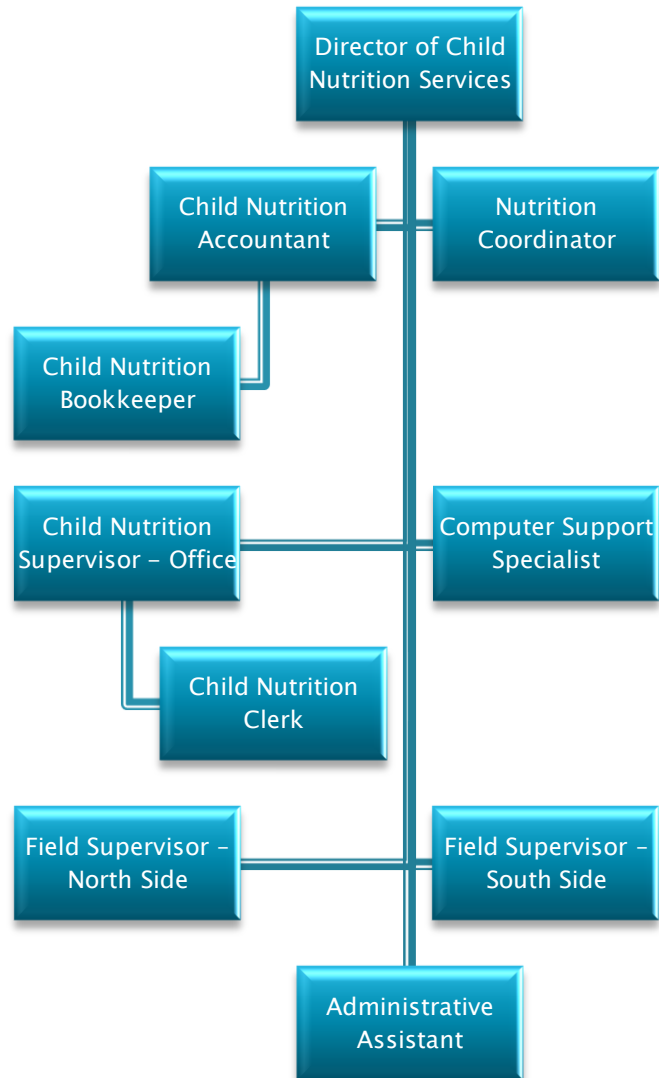 Director of Child
Nutrition Services
Child Nutrition
Accountant
Nutrition
Coordinator
Child Nutrition
Bookkeeper
Child Nutrition
Supervisor – Office
Computer Support
Specialist
Child Nutrition
Clerk
Field Supervisor –
North Side
Field Supervisor –
South Side
Administrative
Assistant